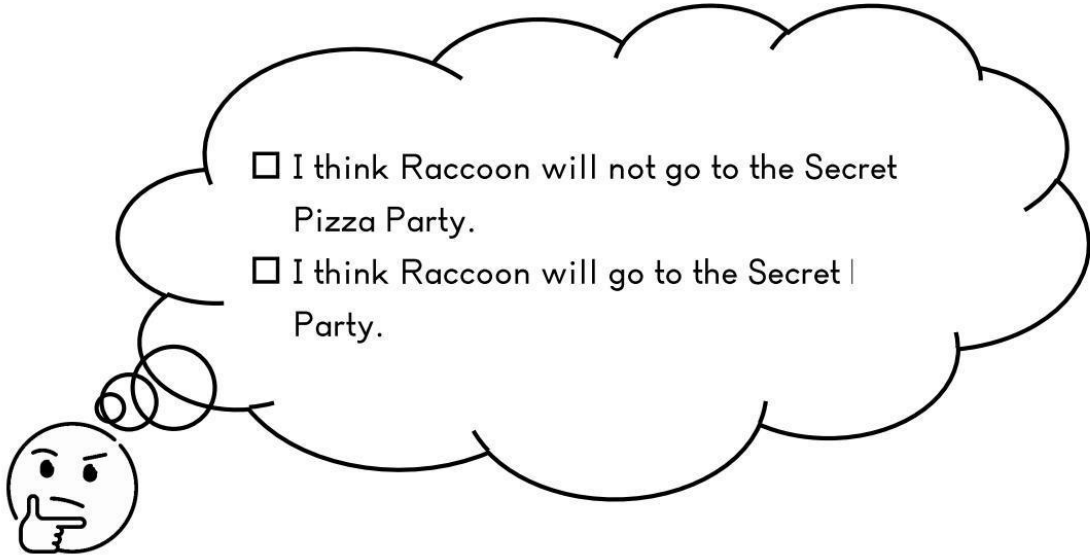 ☐ I think Raccoon will not go to the Secret
Pizza Party.
☐ I think Raccoon will go to the Secret
Party.